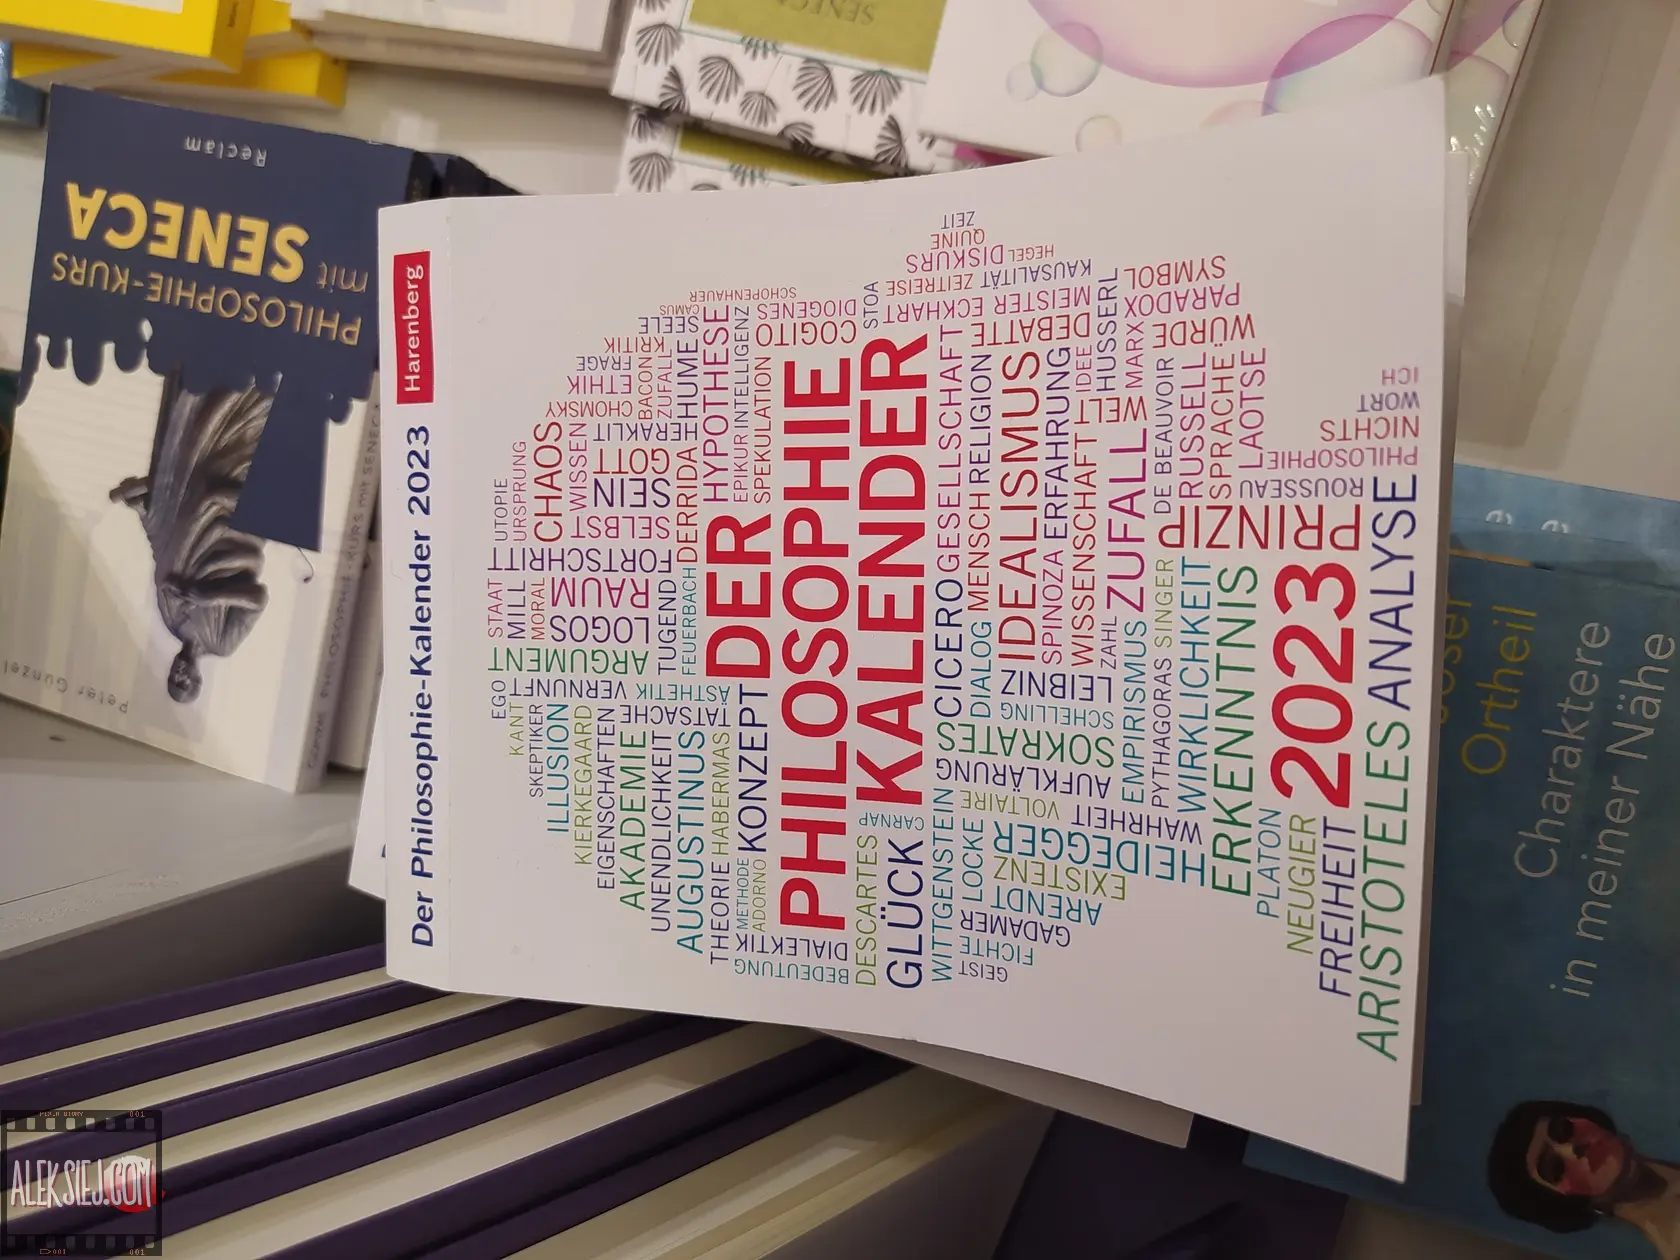 Harenberg
Der Philosophie-Kalender 2023
UTOPIE
URSPRUNG
CHAOS
WISSEN
CHOMSKY
ETHIK
FRAGE
KRITIK
SEELE
CAMUS
SCHOPENHAUER
BACON
ZUFALL
HUME
HERAKLIT
GOTT
SEIN
SELBST
DERRIDA
HYPOTHESE
EPIKUR
INTELLIGENZ
SPEKULATION
COGITO
DIOGENES
STAAT
MILL
MORAL
FORTSCHRITT
RAUM
LOGOS
ARGUMENT
TUGEND
FEUERBACH
EGO
KANT
SKEPTIKER
VERNUNFT
ÄSTHETIK
ILLUSION
KIERKEGAARD
EIGENSCHAFTEN
TATSACHE
AKADEMIE
UNENDLICHKEIT
AUGUSTINUS
THEORIE
HABERMAS
METHODE
ADORNO
KONZEPT
DIALEKTIK
BEDEUTUNG
DER
PHILOSOPHIE
KALENDER
2023
STOA
ZEIT
QUINE
DISKURS
HEGEL
ZEITREISE
KAUSALITÄT
MEISTER ECKHART
HUSSERL
SYMBOL
PARADOX
WÜRDE
DEBATTE
IDEE
MARX
GESELLSCHAFT
RELIGION
MENSCH
IDEALISMUS
ERFAHRUNG
SPINOZA
WELT
WISSENSCHAFT
ZUFALL
DE BEAUVOIR
RUSSELL
SPRACHE
LAOTSE
CICERO
DIALOG
ZAHL
LEIBNIZ
SCHELLING
SOKRATES
EMPIRISMUS
PYTHAGORAS
SINGER
WIRKLICHKEIT
PRINZIP
ROUSSEAU
PHILOSOPHIE
NICHTS
WORT
ICH
DESCARTES
CARNAP
GLÜCK
WITTGENSTEIN
AUFKLÄRUNG
VOLTAIRE
LOCKE
WAHRHEIT
HEIDEGGER
EXISTENZ
ARENDT
GADAMER
FICHTE
GEIST
ERKENNTNIS
PLATON
NEUGIER
FREIHEIT
ARISTOTELES
ANALYSE
Peter Günzel
PHILOSOPHIE-KURS
mit SENECA
Reclam
SENECA
Ortheil
Charaktere
in meiner Nähe
ALEKSIEJ.COM